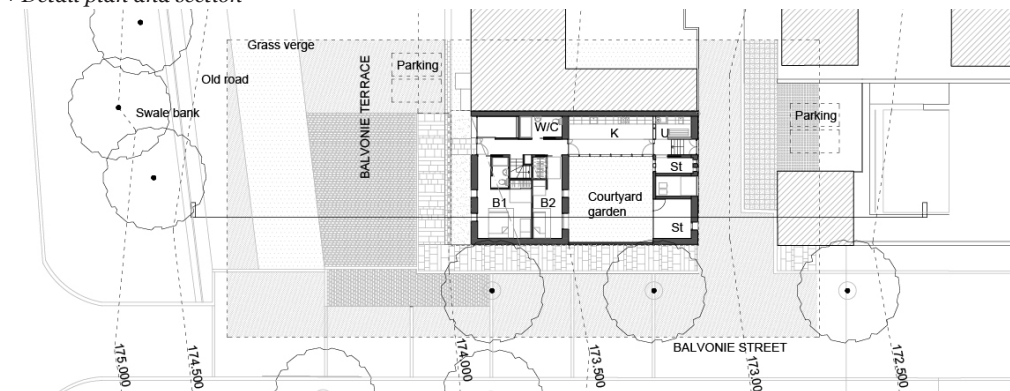 Detail plan and section
Grass verge
Old road
Swale bank
BALVONIE TERRACE
Parking
W/C
K
U
St
B1
B2
Courtyard
garden
St
Parking
BALVONIE STREET
175.000
174.500
174.000
173.500
173.000
172.500